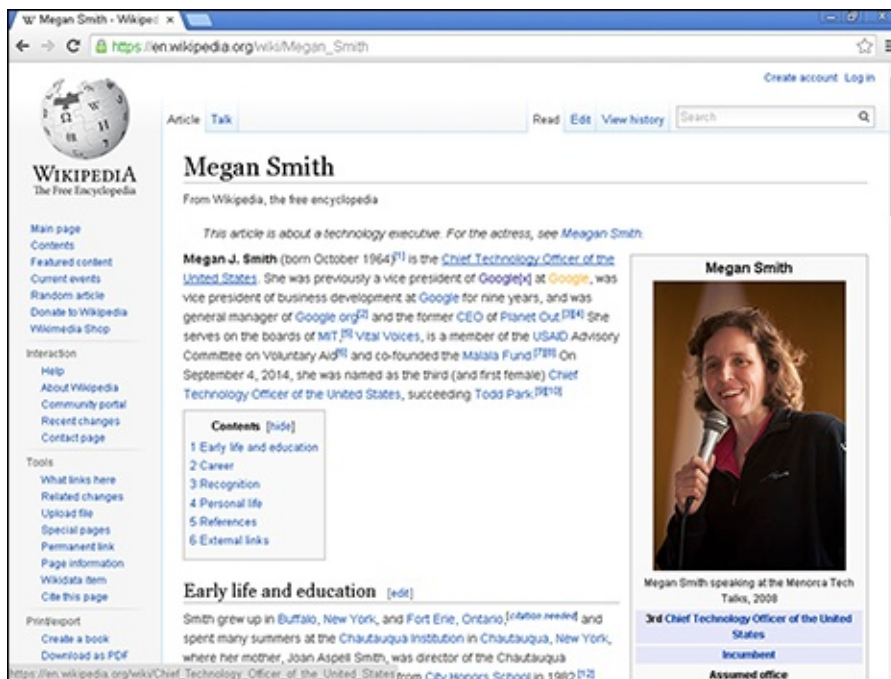 Megan Smith - Wikiped
https://en.wikipedia.org/wiki/Megan_Smith
Create account Log in
Article Talk
Read Edit View history Search
WIKIPEDIA
The Free Encyclopedia
Main page
Contents
Featured content
Current events
Random article
Donate to Wikipedia
Wikimedia Shop
Interaction
Help
About Wikipedia
Community portal
Recent changes
Contact page
Tools
What links here
Related changes
Upload file
Special pages
Permanent link
Page information
Wikidata item
Cite this page
Print/export
Create a book
Download as PDF
Megan Smith
From Wikipedia, the free encyclopedia
This article is about a technology executive. For the actress, see Meagan Smith.
Megan J. Smith (born October 1964)[1] is the Chief Technology Officer of the
United States. She was previously a vice president of Google[x] at Google, was
vice president of business development at Google for nine years, and was
general manager of Google.org[2] and the former CEO of Planet Out.[3][4] She
serves on the boards of MIT,[5] Vital Voices, is a member of the USAID Advisory
Committee on Voluntary Aid[6] and co-founded the Malala Fund.[7][8] On
September 4, 2014, she was named as the third (and first female) Chief
Technology Officer of the United States, succeeding Todd Park.[9][10]
Contents [hide]
1 Early life and education
2 Career
3 Recognition
4 Personal life
5 References
6 External links
Early life and education [edit]
Smith grew up in Buffalo, New York, and Fort Erie, Ontario,[citation needed] and
spent many summers at the Chautauqua Institution in Chautauqua, New York,
where her mother, Joan Aspell Smith, was director of the Chautauqua
from City Honors School in 1982.[12]
Megan Smith
Megan Smith speaking at the Menorca Tech
Talks, 2008
3rd Chief Technology Officer of the United
States
Incumbent
Assumed office
https://en.wikipedia.org/wiki/Chief_Technology_Officer_of_the_United_States